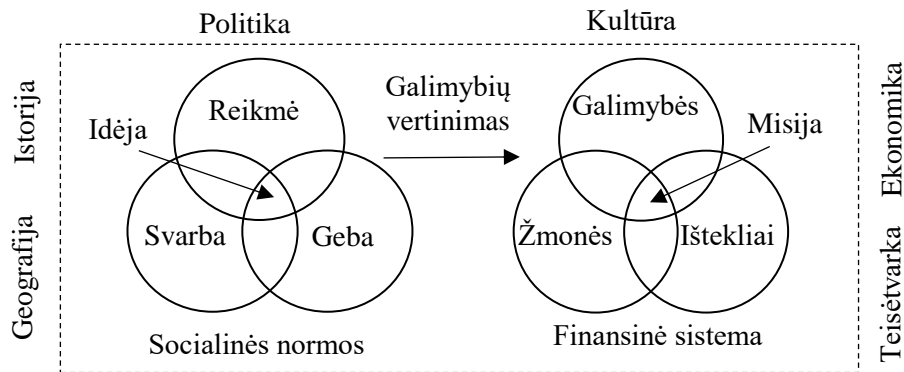 Politika
Kultūra
Istorija
Geografija
Reikmė
Idėja
Svarba
Geba
Socialinės normos
Galimybių
vertinimas
Galimybės
Misija
Žmonės
Ištekliai
Finansinė sistema
Ekonomika
Teisėtvarka